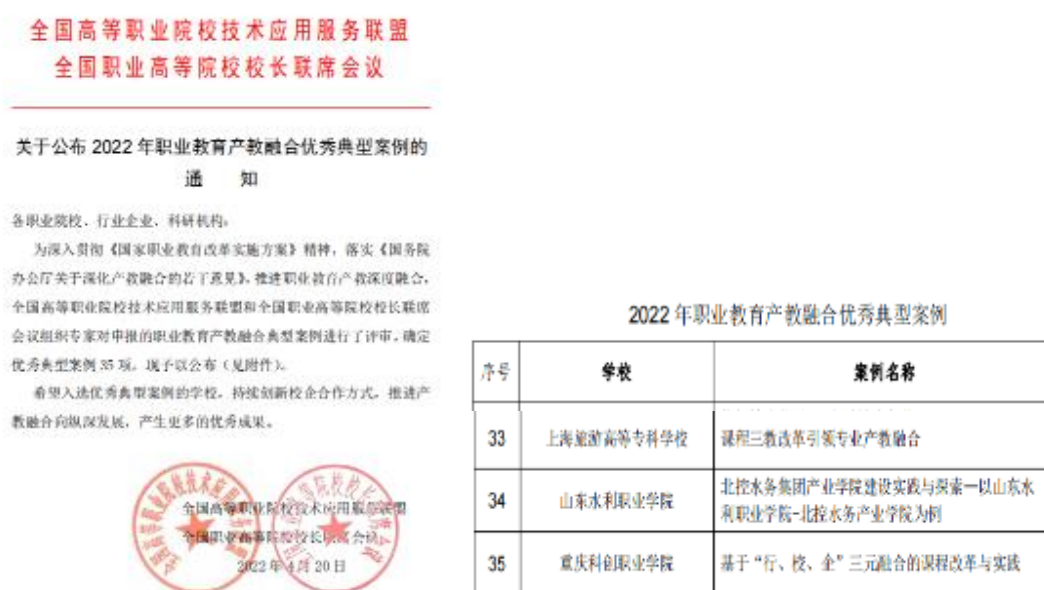 全国高等职业院校技术应用服务联盟
全国职业高等院校校长联席会议
关于公布 2022 年职业教育产教融合优秀典型案例的
通 知
各职业院校、行业企业、科研机构:
为深入贯彻《国家职业教育改革实施方案》精神，落实《国务院
办公厅关于深化产教融合的若干意见》，推进职业教育产教深度融合，
全国高等职业院校技术应用服务联盟和全国职业高等院校校长联席
会议组织专家对申报的职业教育产教融合典型案例进行了评审，确定
优秀典型案例 35 项，现予以公布（见附件）。
希望入选优秀典型案例的学校，持续创新校企合作方式，推进产
教融合向纵深发展，产生更多的优秀成果。
全国高等职业院校技术应用服务联盟
全国职业高等院校校长联席会议
2022 年 4 月 20 日
2022 年职业教育产教融合优秀典型案例
序号 学校 案例名称
33 上海旅游高等专科学校 课程三教改革引领专业产教融合
34 山东水利职业学院 北控水务集团产业学院建设实践与探索—以山东水
利职业学院-北控水务产业学院为例
35 重庆科创职业学院 基于“行、校、企”三元融合的课程改革与实践